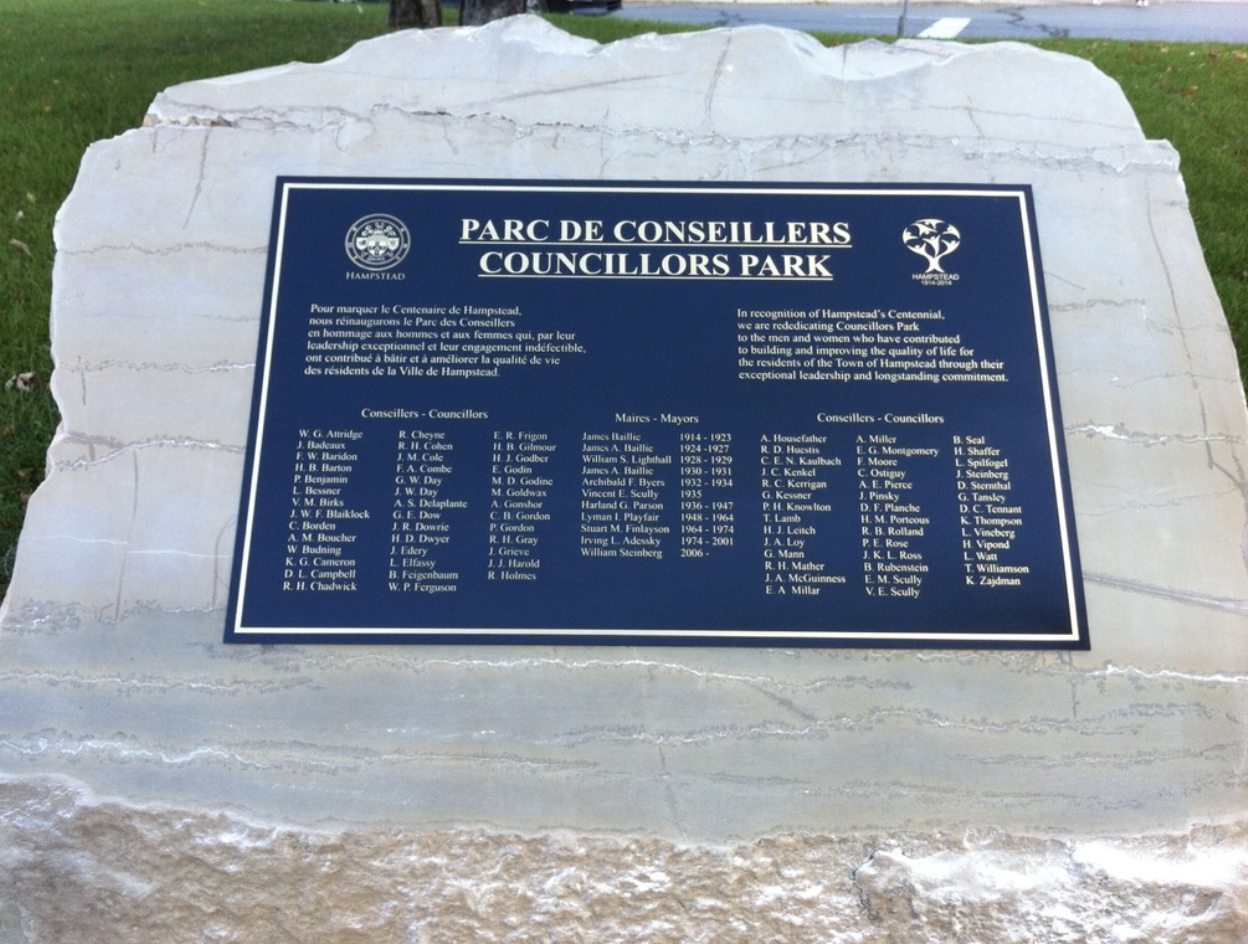 PARC DE CONSEILLERS
COUNCILLORS PARK
HAMPSTEAD
HAMPSTEAD
1914-2014
Pour marquer le Centenaire de Hampstead,
nous réinaugurons le Parc des Conseillers
en hommage aux hommes et aux femmes qui, par leur
leadership exceptionnel et leur engagement indéfectible,
ont contribué à bâtir et à améliorer la qualité de vie
des résidents de la Ville de Hampstead.
In recognition of Hampstead's Centennial,
we are rededicating Councillors Park
to the men and women who have contributed
to building and improving the quality of life for
the residents of the Town of Hampstead through their
exceptional leadership and longstanding commitment.
Conseillers - Councillors
W. G. Attridge
J. Badeaux
F. W. Baridon
H. B. Barton
P. Benjamin
L. Bessner
V. M. Birks
J. W. F. Blaiklock
C. Borden
A. M. Boucher
W. Budning
K. G. Cameron
D. L. Campbell
R. H. Chadwick
R. Cheyne
R. H. Cohen
J. M. Cole
F. A. Combe
G. W. Day
J. W. Day
A. S. Delaplante
G. E. Dow
J. R. Dowrie
H. D. Dwyer
J. Edery
L. Elfassy
B. Feigenbaum
W. P. Ferguson
E. R. Frigon
H. B. Gilmour
H. J. Godber
E. Godin
M. D. Godine
M. Goldwax
A. Gonshor
C. B. Gordon
P. Gordon
R. H. Gray
J. Grieve
J. J. Harold
R. Holmes
Maires - Mayors
James Baillie 1914 - 1923
James A. Baillie 1924 -1927
William S. Lighthall 1928 - 1929
James A. Baillie 1930 - 1931
Archibald F. Byers 1932 - 1934
Vincent E. Scully 1935
Harland G. Parson 1936 - 1947
Lyman I. Playfair 1948 - 1964
Stuart M. Finlayson 1964 - 1974
Irving L. Adessky 1974 - 2001
William Steinberg 2006 -
Conseillers - Councillors
A. Housefather
R. D. Huestis
C. E. N. Kaulbach
J. C. Kenkel
R. C. Kerrigan
G. Kessner
P. H. Knowlton
T. Lamb
H. J. Leitch
J. A. Loy
G. Mann
R. H. Mather
J. A. McGuinness
E. A Millar
A. Miller
E. G. Montgomery
F. Moore
C. Ostiguy
A. E. Pierce
J. Pinsky
D. F. Planche
H. M. Porteous
R. B. Rolland
P. E. Rose
J. K. L. Ross
B. Rubenstein
E. M. Scully
V. E. Scully
B. Seal
H. Shaffer
L. Spilfogel
J. Steinberg
D. Sternthal
G. Tansley
D. C. Tennant
K. Thompson
L. Vineberg
H. Vipond
L. Watt
T. Williamson
K. Zajdman